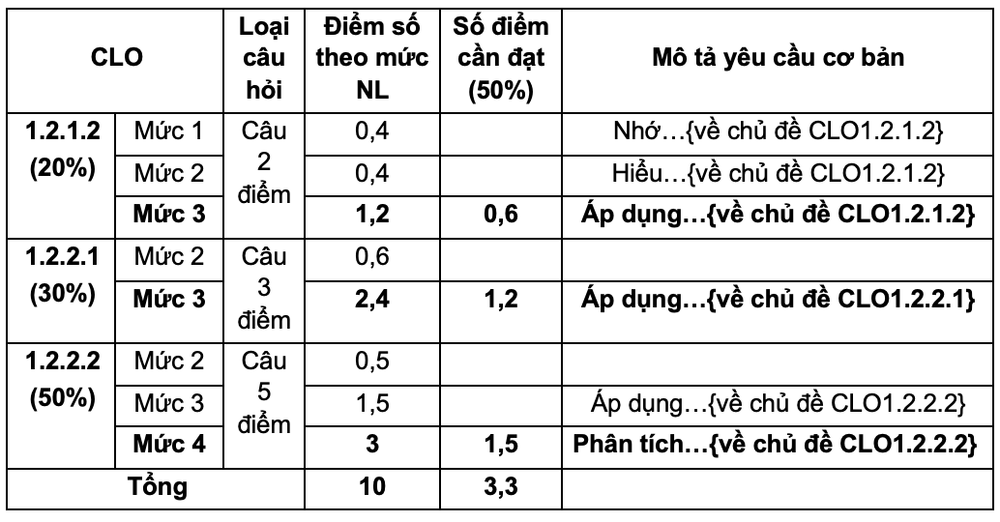 CLO
Loại
câu
hỏi
Điểm số
theo mức
NL
Số điểm
cần đạt
(50%)
Mô tả yêu cầu cơ bản
1.2.1.2
(20%)
Mức 1
Câu
2
điểm
0,4
Nhớ…{về chủ đề CLO1.2.1.2}
Mức 2
0,4
Hiểu…{về chủ đề CLO1.2.1.2}
Mức 3
1,2
0,6
Áp dụng…{về chủ đề CLO1.2.1.2}
1.2.2.1
(30%)
Mức 2
Câu
3
điểm
0,6
Mức 3
2,4
1,2
Áp dụng…{về chủ đề CLO1.2.2.1}
1.2.2.2
(50%)
Mức 2
Câu
5
điểm
0,5
Mức 3
1,5
Áp dụng…{về chủ đề CLO1.2.2.2}
Mức 4
3
1,5
Phân tích…{về chủ đề CLO1.2.2.2}
Tổng
10
3,3